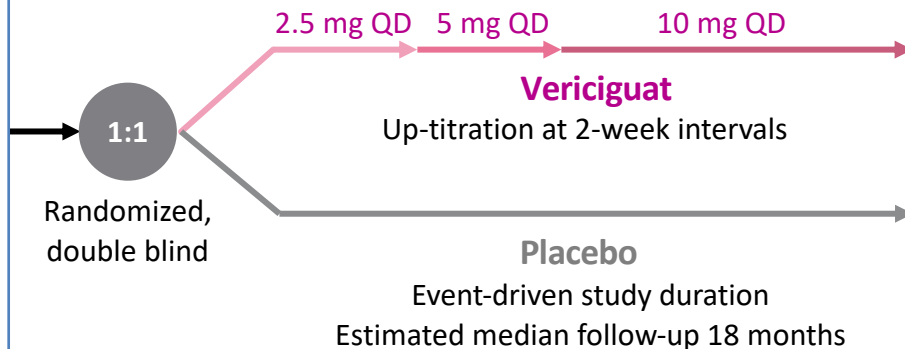 2.5 mg QD 5 mg QD 10 mg QD
Vericiguat
Up-titration at 2-week intervals
1:1
Randomized,
double blind
Placebo
Event-driven study duration
Estimated median follow-up 18 months